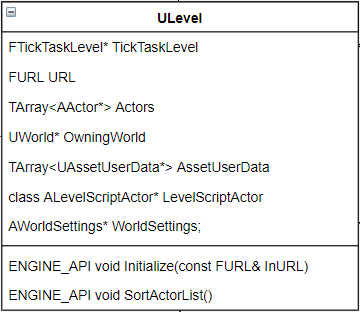 ULevel
FTickTaskLevel* TickTaskLevel
FURL URL
TArray<AActor*> Actors
UWorld* OwningWorld
TArray<UAssetUserData*> AssetUserData
class ALevelScriptActor* LevelScriptActor
AWorldSettings* WorldSettings;
ENGINE_API void Initialize(const FURL& InURL)
ENGINE_API void SortActorList()